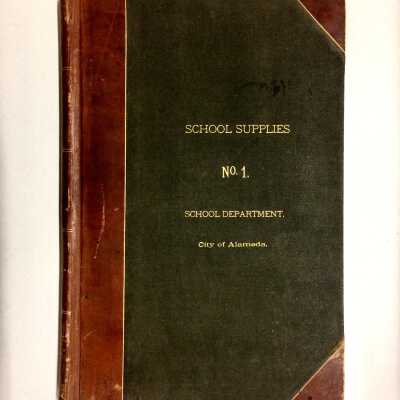 SCHOOL SUPPLIES
No. 1.
SCHOOL DEPARTMENT,
City of Alameda.